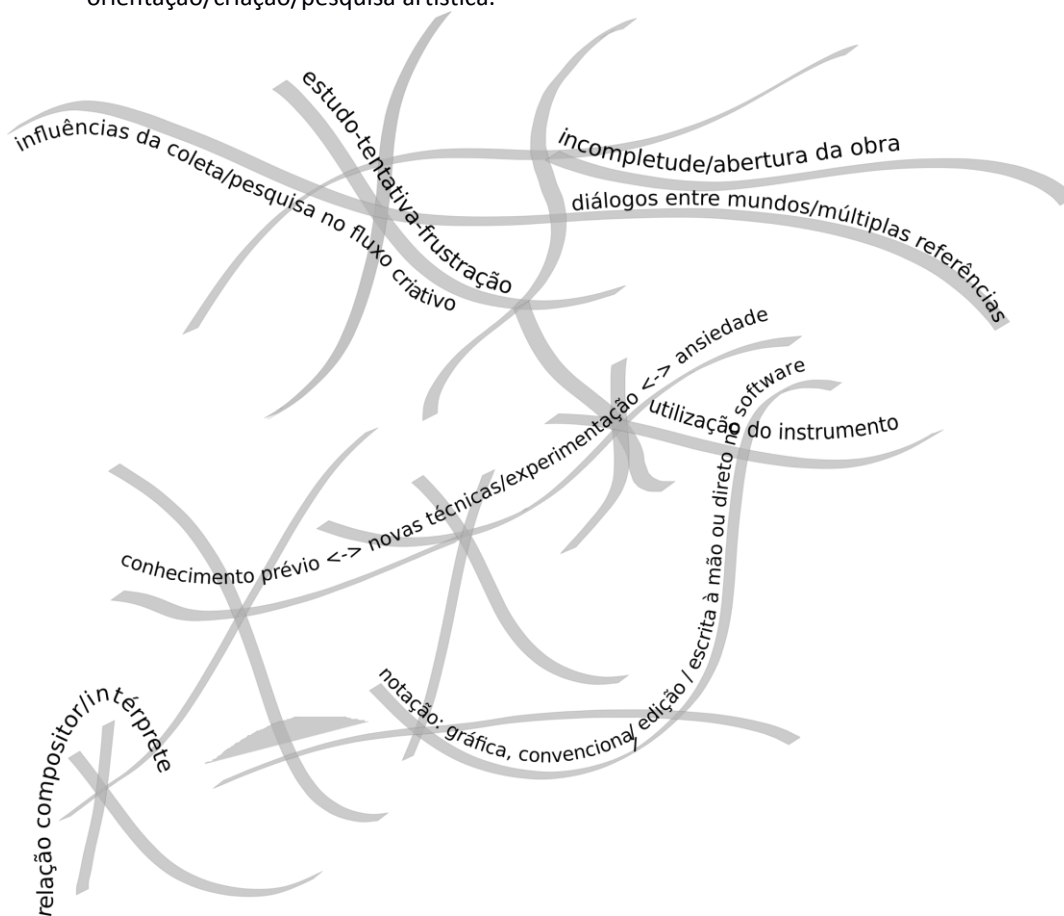 orientação/criação/pesquisa artística.
estudo-tentativa-frustração
influências da coleta/pesquisa no fluxo criativo
incompletude/abertura da obra
diálogos entre mundos/múltiplas referências
conhecimento prévio <-> novas técnicas/experimentação <-> ansiedade
utilização do instrumento
notação: gráfica, convencional/ edição / escrita à mão ou direto no software
relação compositor/intérprete